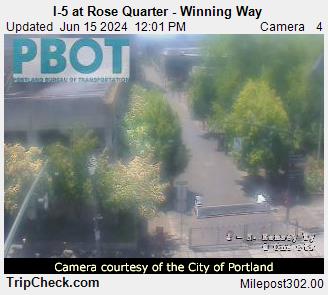 I-5 at Rose Quarter - Winning Way
Updated Jun 15 2024 12:01 PM Camera 4
PBOT
PORTLAND BUREAU OF TRANSPORTATION
Camera courtesy of the City of Portland
TripCheck.com Milepost302.00